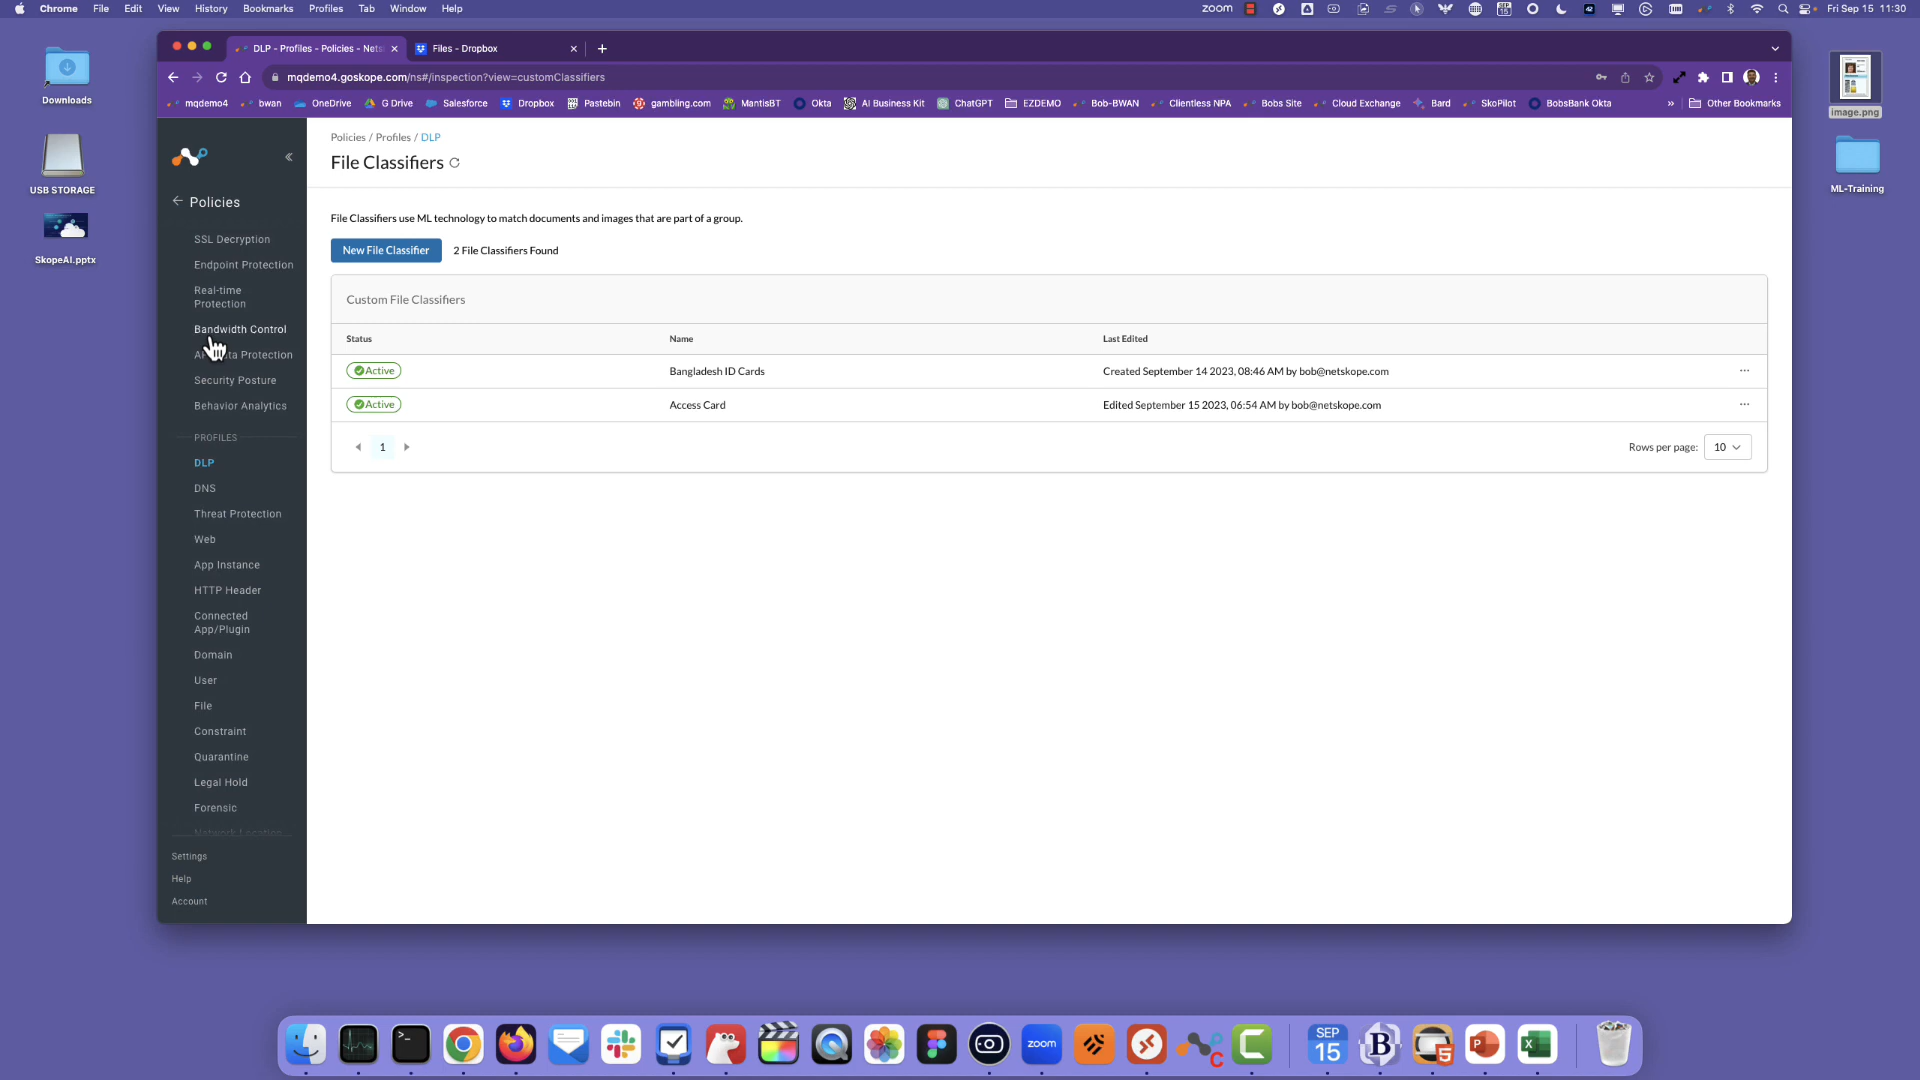 Chrome File Edit View History Bookmarks Profiles Tab Window Help
zoom SEP 15 Fri Sep 15 11:30
Downloads
USB STORAGE
SkopeAI.pptx
image.png
ML-Training
DLP - Profiles - Policies - Nets
Files - Dropbox
mqdemo4.goskope.com/ns#/inspection?view=customClassifiers
mqdemo4 bwan OneDrive G Drive Salesforce Dropbox Pastebin gambling.com MantisBT Okta AI Business Kit ChatGPT EZDEMO Bob-BWAN Clientless NPA Bobs Site Cloud Exchange Bard SkoPilot BobsBank Okta » Other Bookmarks
Policies
SSL Decryption
Endpoint Protection
Real-time
Protection
Bandwidth Control
Data Protection
Security Posture
Behavior Analytics
PROFILES
DLP
DNS
Threat Protection
Web
App Instance
HTTP Header
Connected
App/Plugin
Domain
User
File
Constraint
Quarantine
Legal Hold
Forensic
Network Location
Settings
Help
Account
Policies / Profiles / DLP
File Classifiers
File Classifiers use ML technology to match documents and images that are part of a group.
New File Classifier 2 File Classifiers Found
Custom File Classifiers
Status Name Last Edited
Active Bangladesh ID Cards Created September 14 2023, 08:46 AM by bob@netskope.com ...
Active Access Card Edited September 15 2023, 06:54 AM by bob@netskope.com ...
1 Rows per page: 10
zoom
C
SEP
15
B
5
P
X